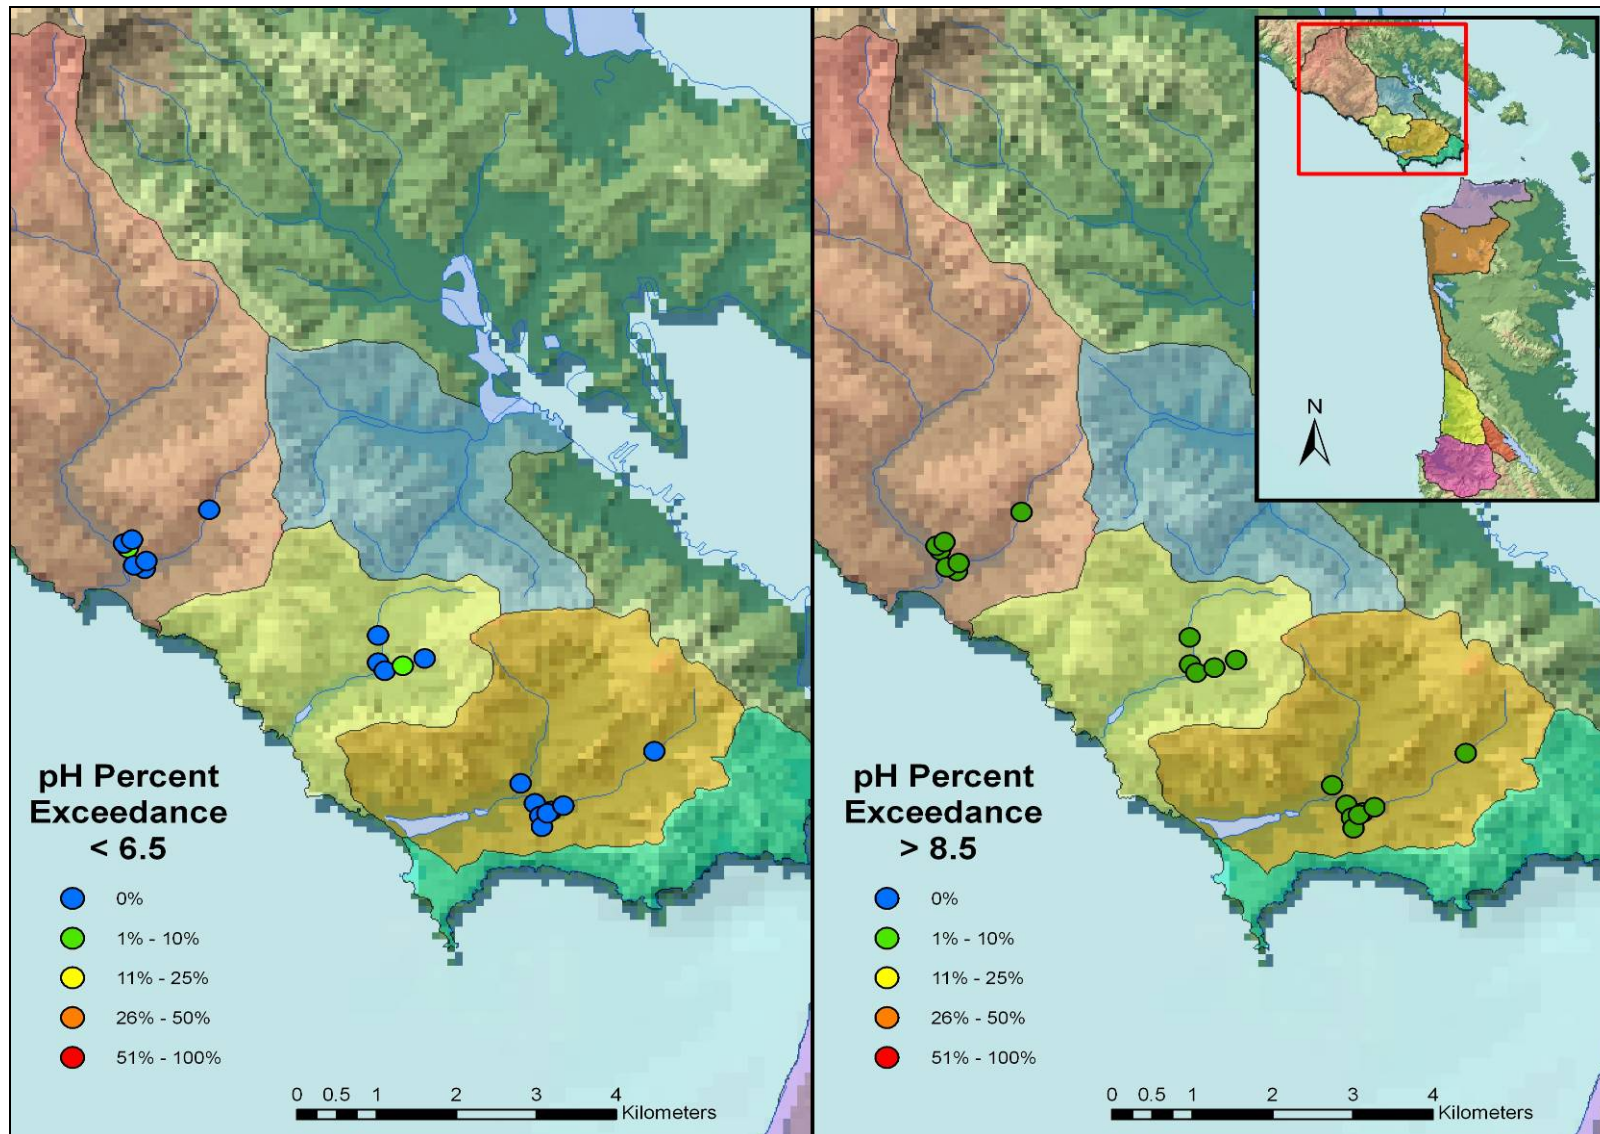 pH Percent
Exceedance
< 6.5
0%
1% - 10%
11% - 25%
26% - 50%
51% - 100%
0 0.5 1 2 3 4
Kilometers
N
pH Percent
Exceedance
> 8.5
0%
1% - 10%
11% - 25%
26% - 50%
51% - 100%
0 0.5 1 2 3 4
Kilometers